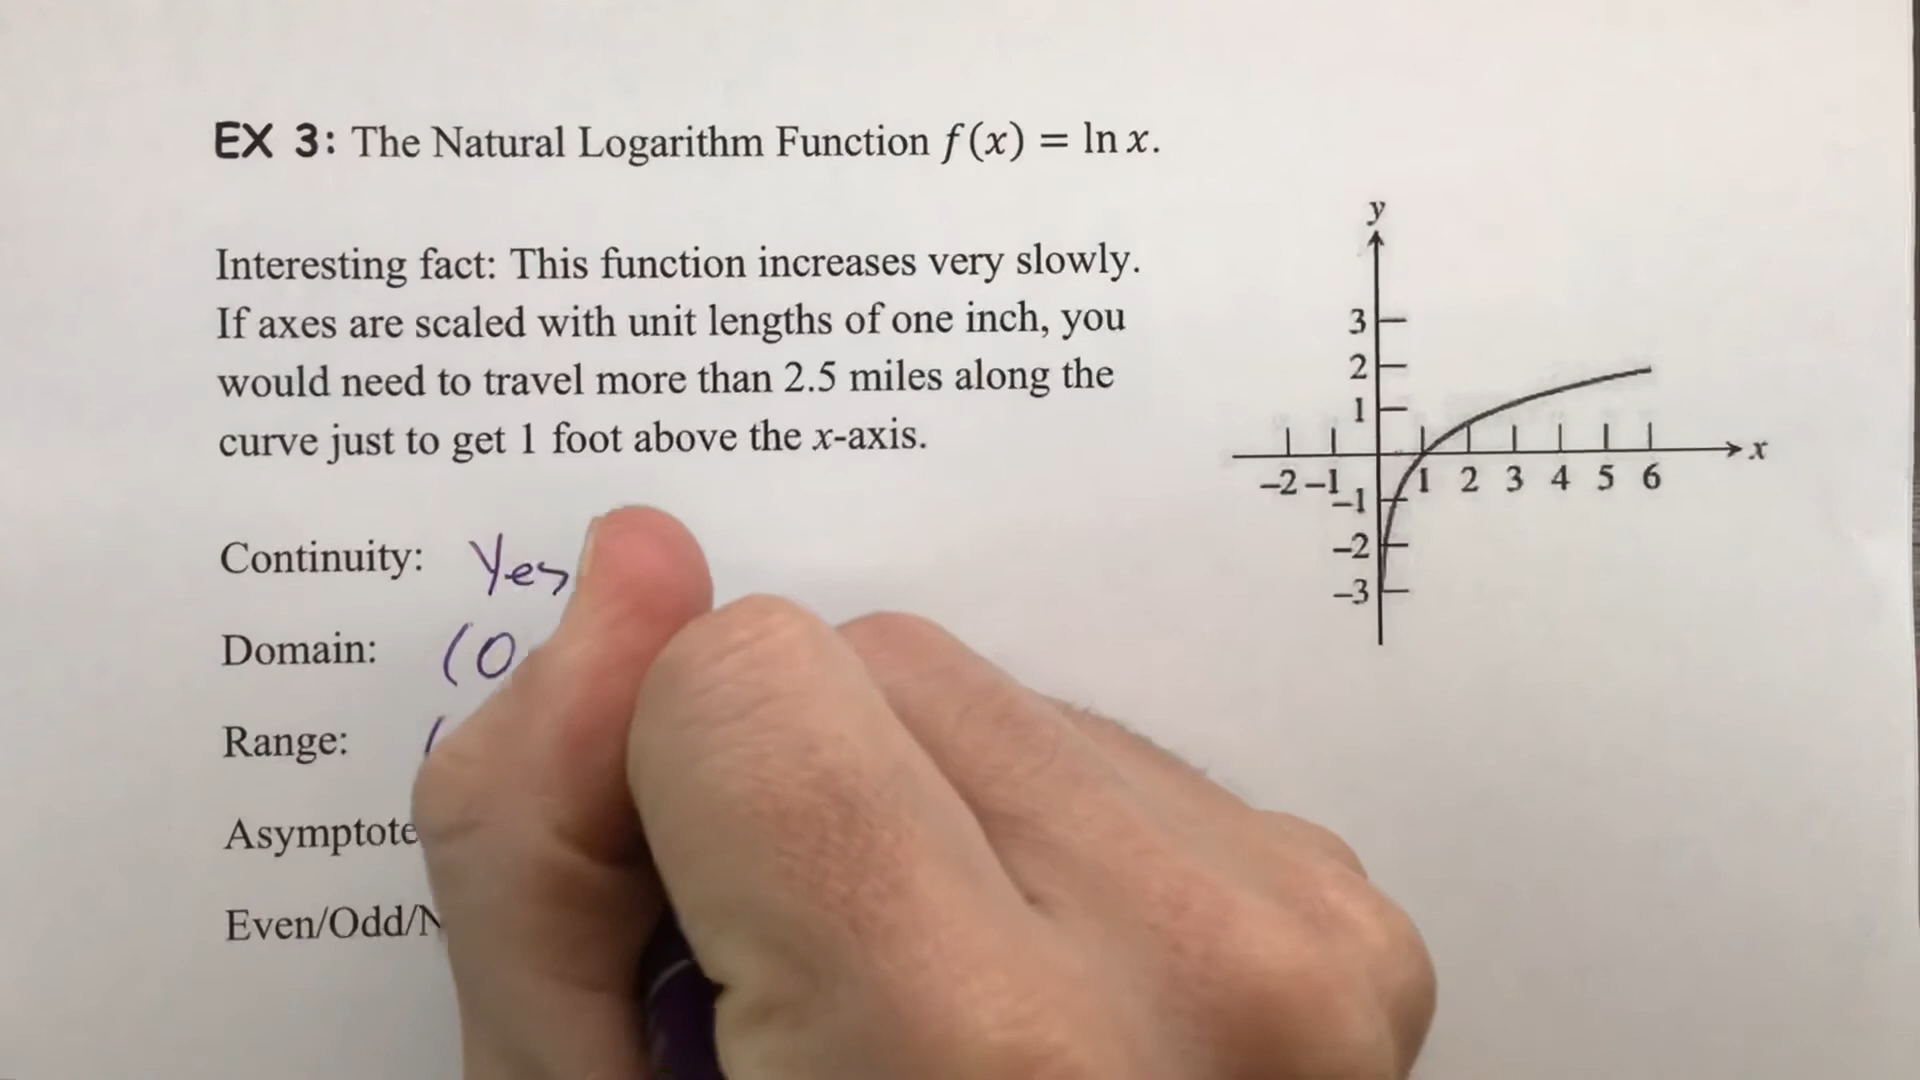 EX 3: The Natural Logarithm Function f(x) = ln x.
Interesting fact: This function increases very slowly.
If axes are scaled with unit lengths of one inch, you
would need to travel more than 2.5 miles along the
curve just to get 1 foot above the x-axis.
Continuity: Yes
Domain: (0
Range: (
Asymptote
Even/Odd/N
y
3
2
1
x
-2 -1 1 2 3 4 5 6
-1
-2
-3